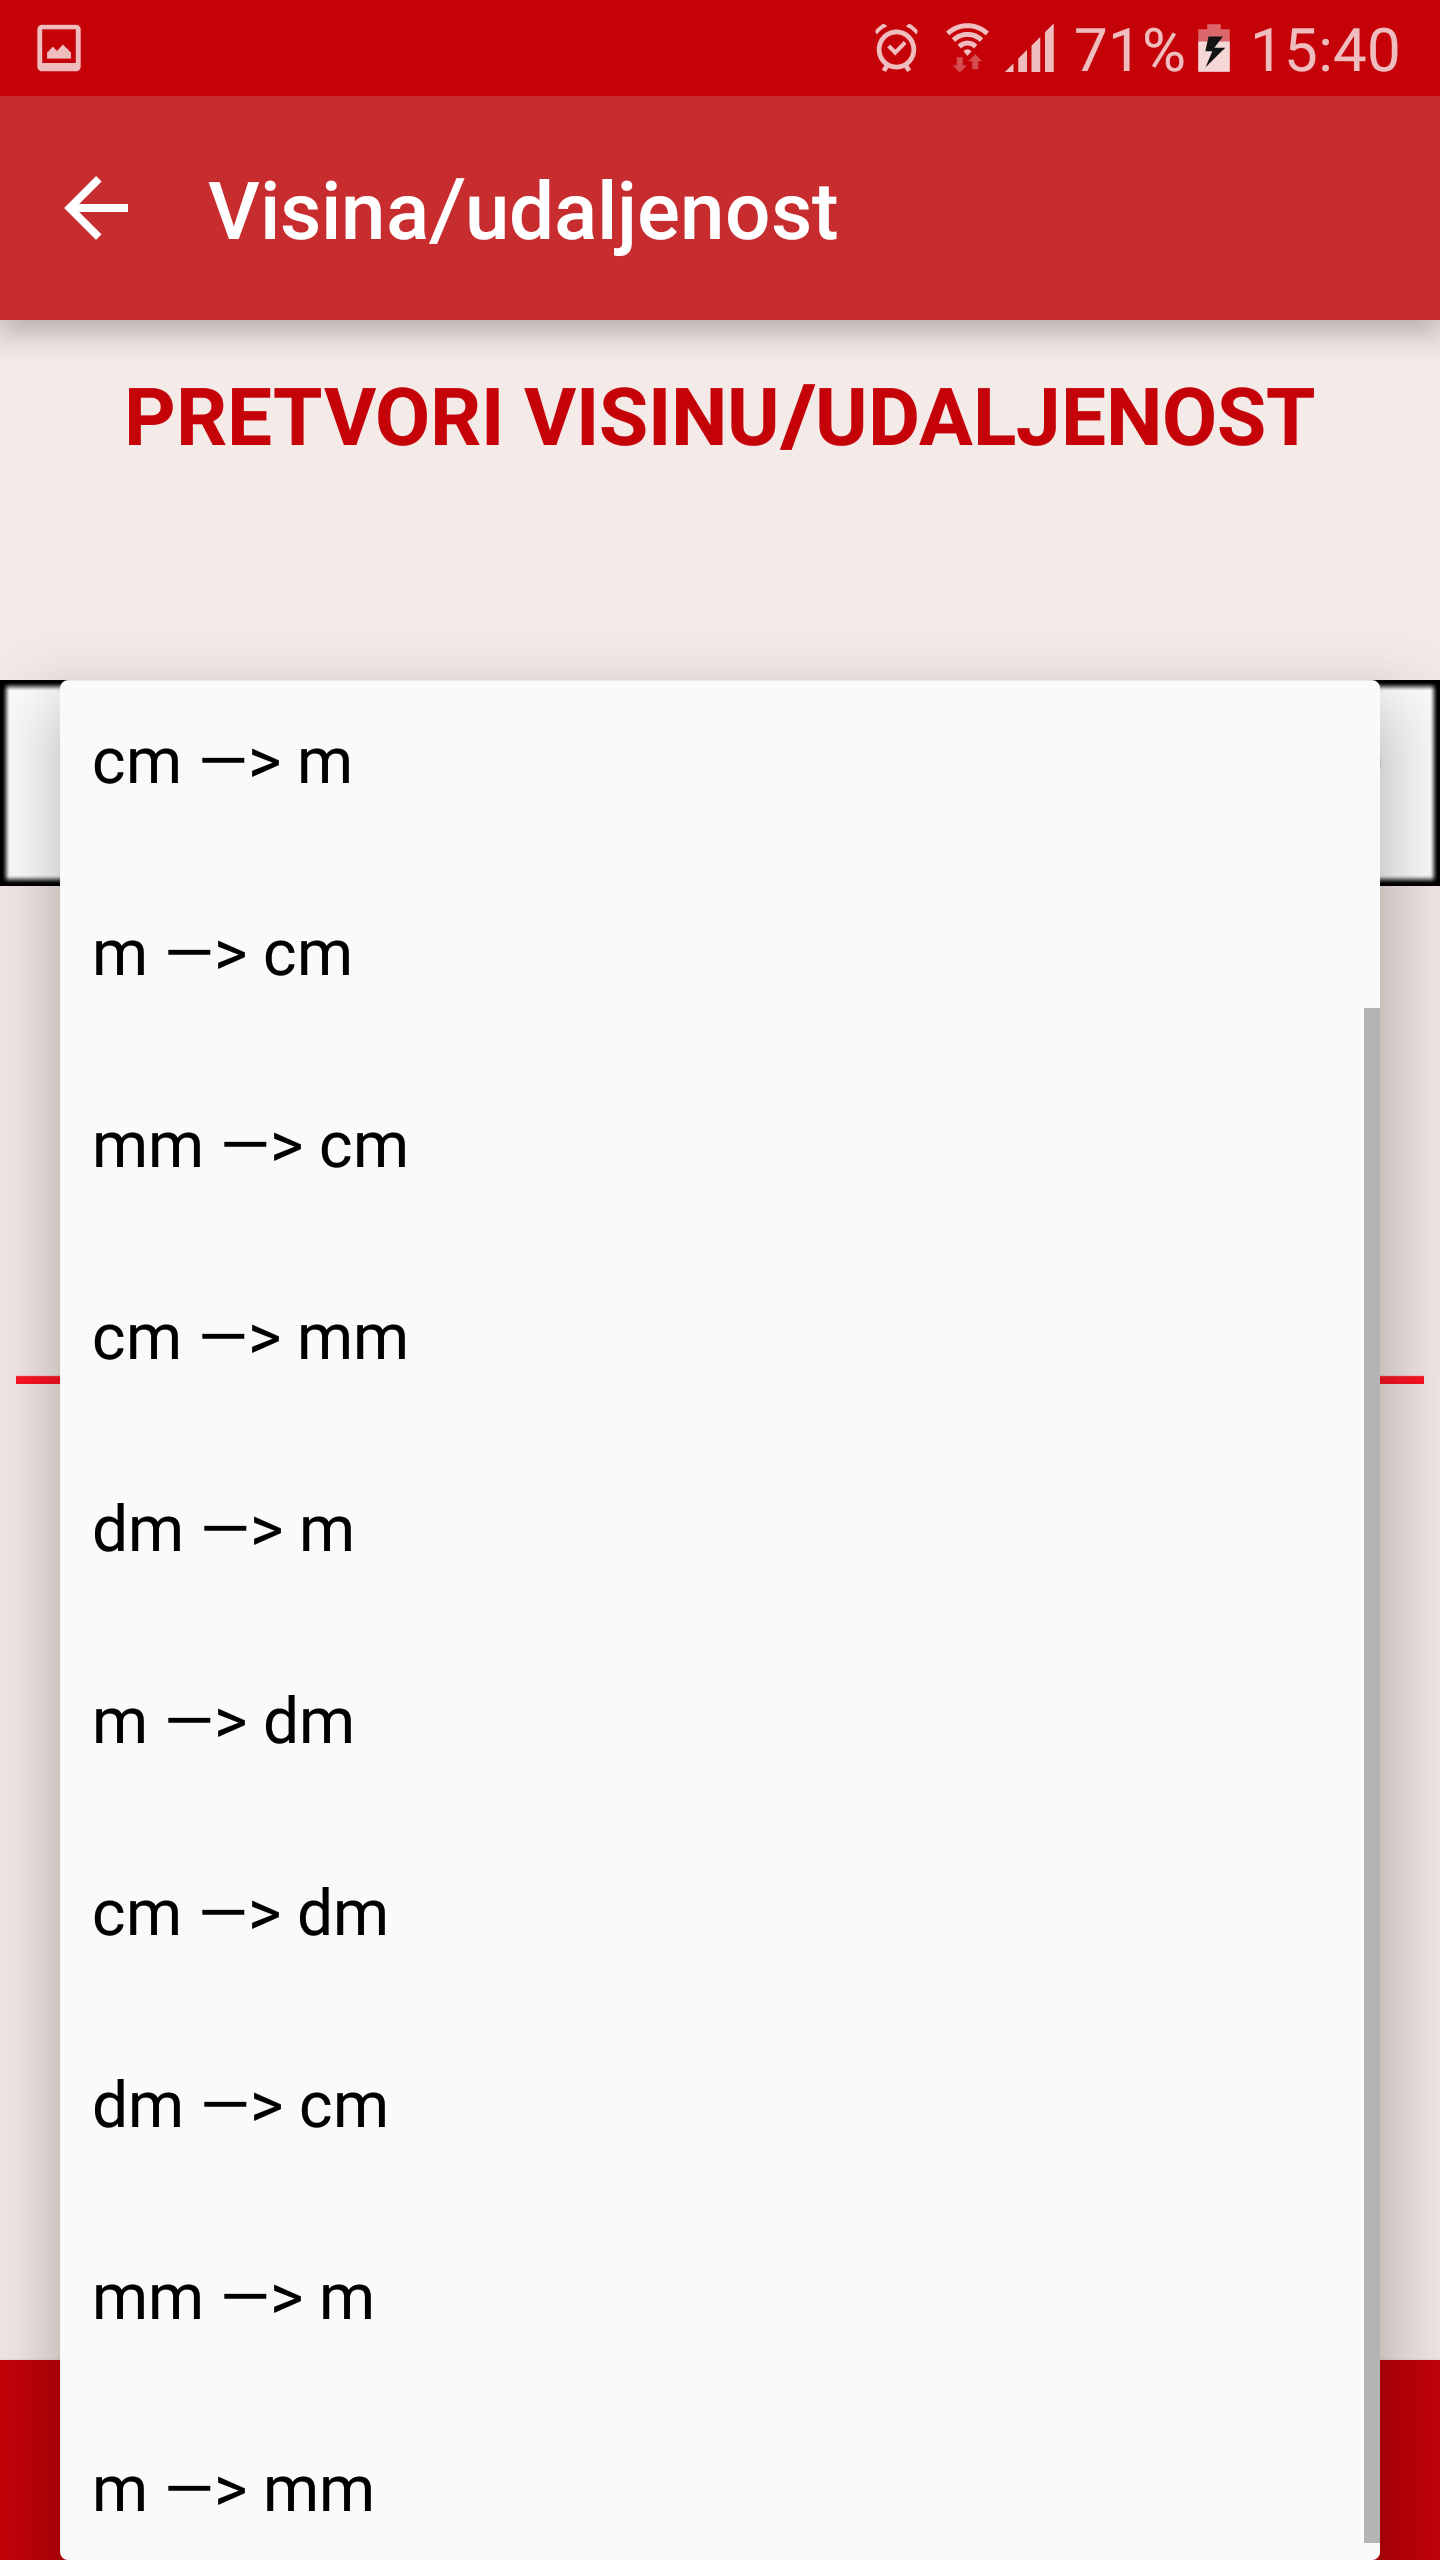 71% 15:40
Visina/udaljenost
PRETVORI VISINU/UDALJENOST
cm —> m
m —> cm
mm —> cm
cm —> mm
dm —> m
m —> dm
cm —> dm
dm —> cm
mm —> m
m —> mm